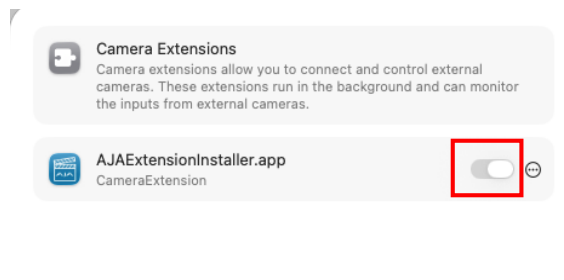 Camera Extensions
Camera extensions allow you to connect and control external
cameras. These extensions run in the background and can monitor
the inputs from external cameras.
AJAExtensionInstaller.app
CameraExtension
AJA